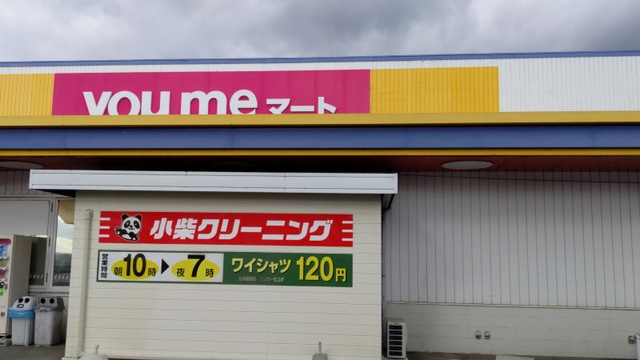 you me マート
小柴クリーニング
営業時間 朝10時▶夜7時
ワイシャツ 120円